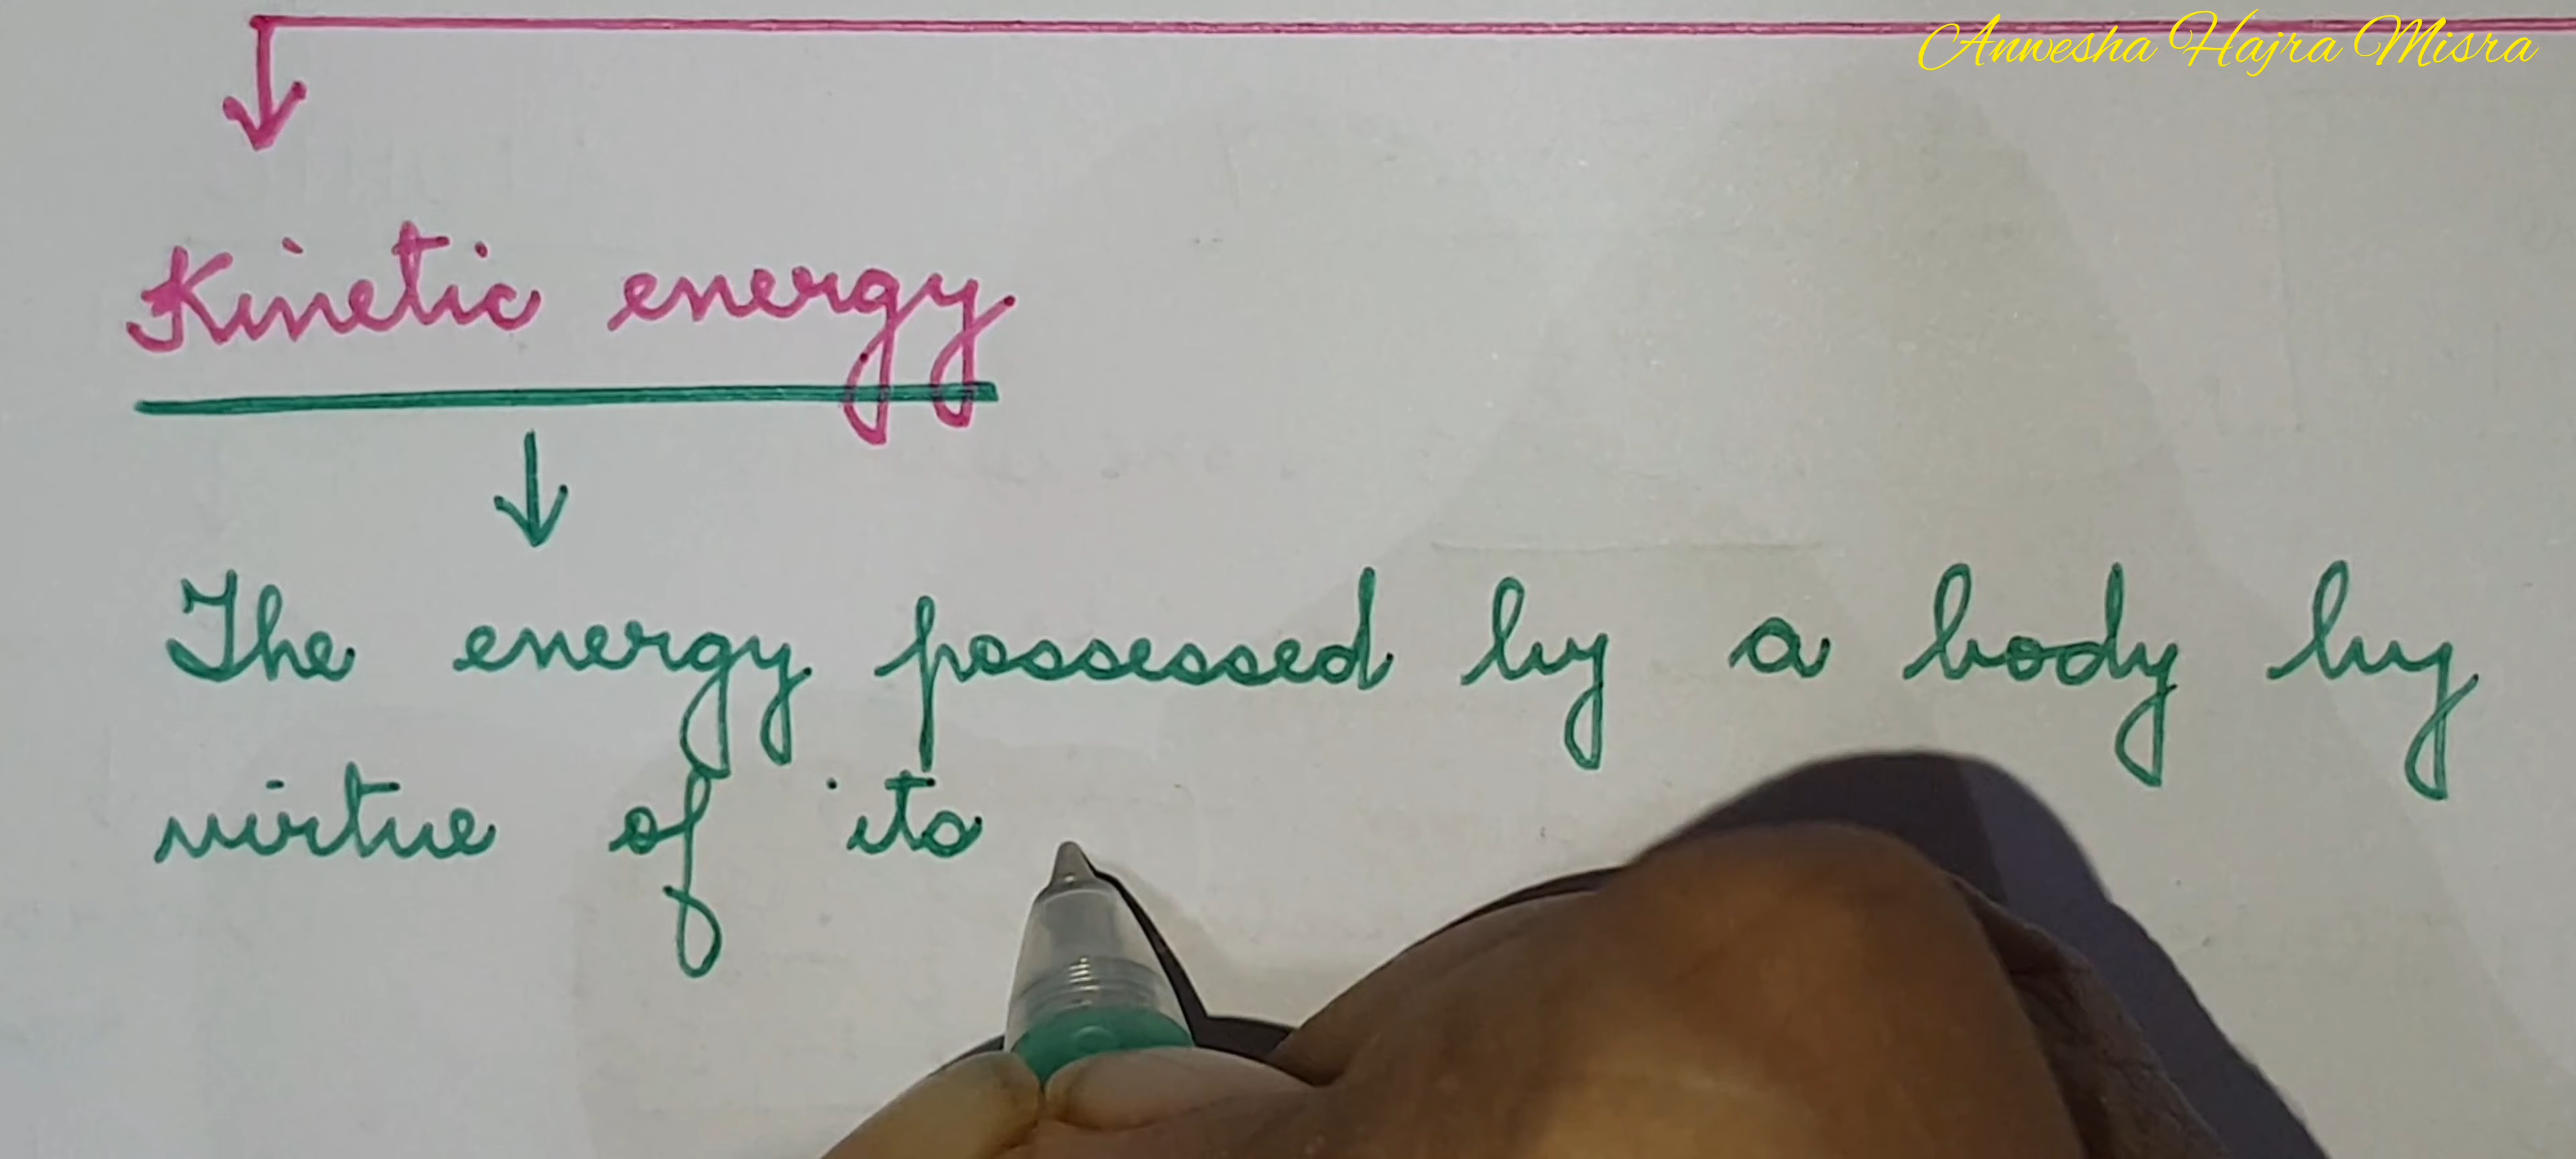 Anwesha Hajra Misra
Kinetic energy
The energy possessed by a body by
virtue of its